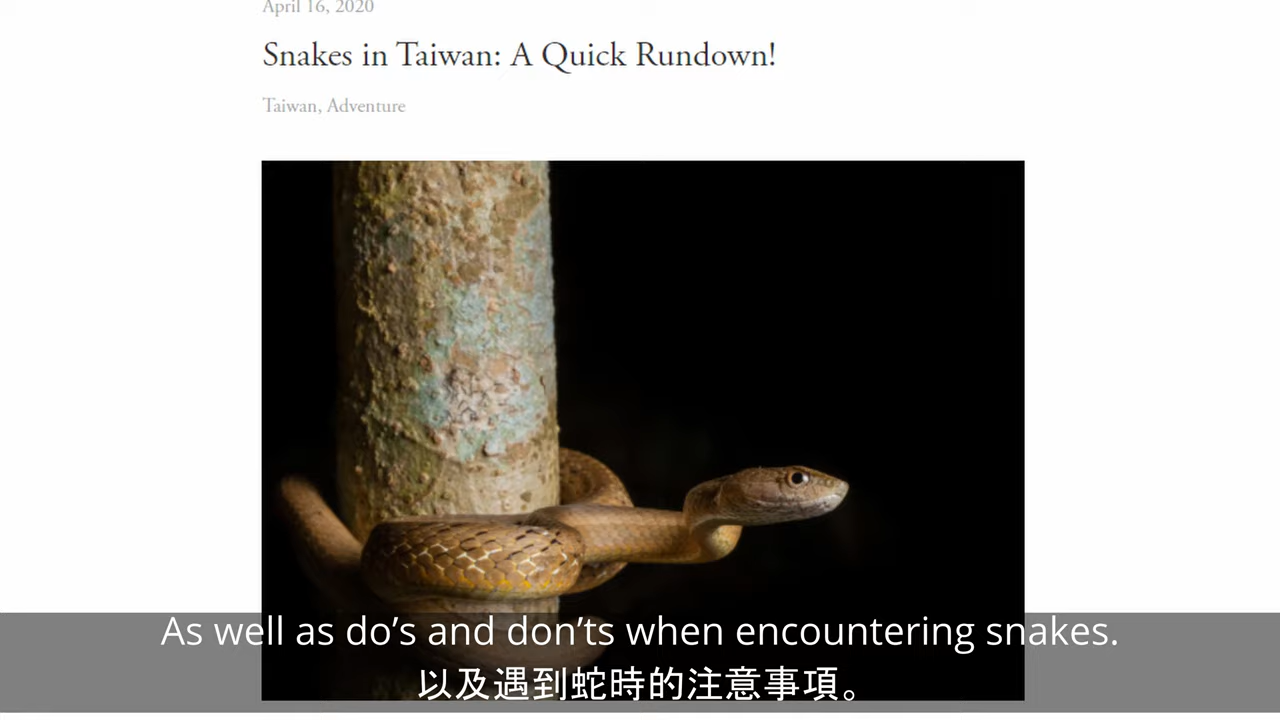 April 16, 2020
Snakes in Taiwan: A Quick Rundown!
Taiwan, Adventure
As well as do’s and don’ts when encountering snakes.
以及遇到蛇時的注意事項。